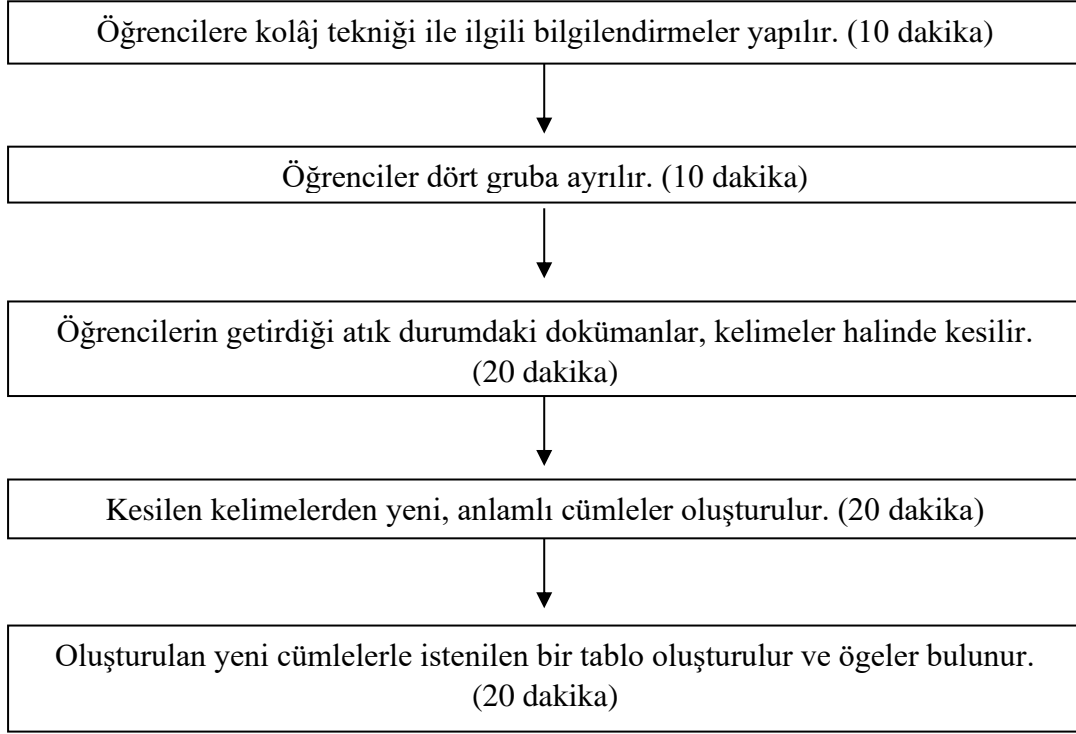 Öğrencilere kolâj tekniği ile ilgili bilgilendirmeler yapılır. (10 dakika)
Öğrenciler dört gruba ayrılır. (10 dakika)
Öğrencilerin getirdiği atık durumdaki dokümanlar, kelimeler halinde kesilir.
(20 dakika)
Kesilen kelimelerden yeni, anlamlı cümleler oluşturulur. (20 dakika)
Oluşturulan yeni cümlelerle istenilen bir tablo oluşturulur ve ögeler bulunur.
(20 dakika)